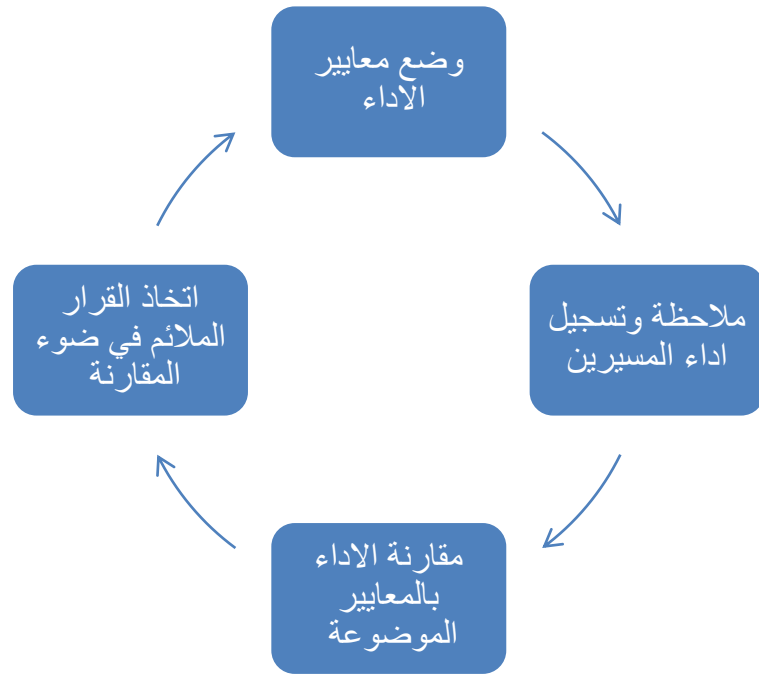 وضع معايير
الاداء
ملاحظة وتسجيل
اداء المسيرين
مقارنة الاداء
بالمعايير
الموضوعة
اتخاذ القرار
الملائم في ضوء
المقارنة